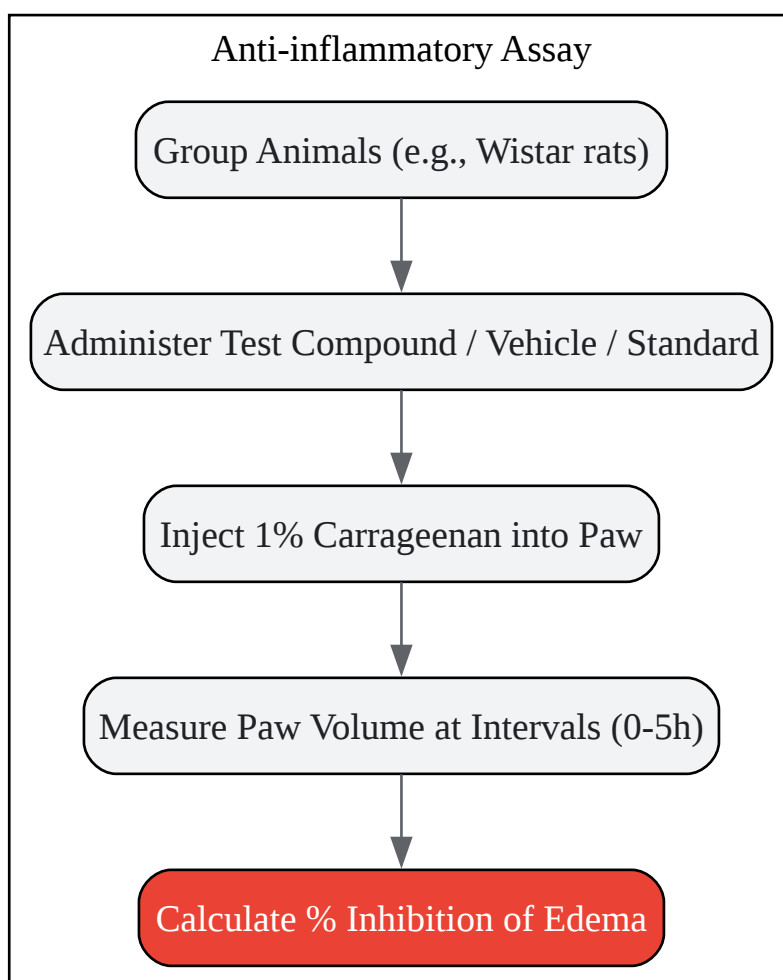 Anti-inflammatory Assay
Group Animals (e.g., Wistar rats)
Administer Test Compound / Vehicle / Standard
Inject 1% Carrageenan into Paw
Measure Paw Volume at Intervals (0-5h)
Calculate % Inhibition of Edema